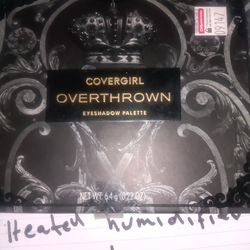 COVERGIRL
OVERTHROWN
EYESHADOW PALETTE
NET WT 6.4 g (0.22 OZ)
Heated humidifier